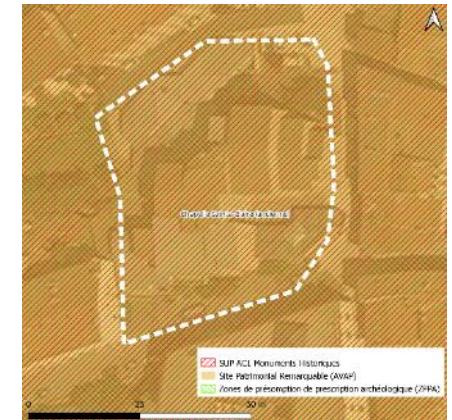 SUP AC1 Monuments Historiques
Site Patrimonial Remarquable (AVAP)
Zones de présomption de prescription archéologique (ZPPA)
0 25 50 m